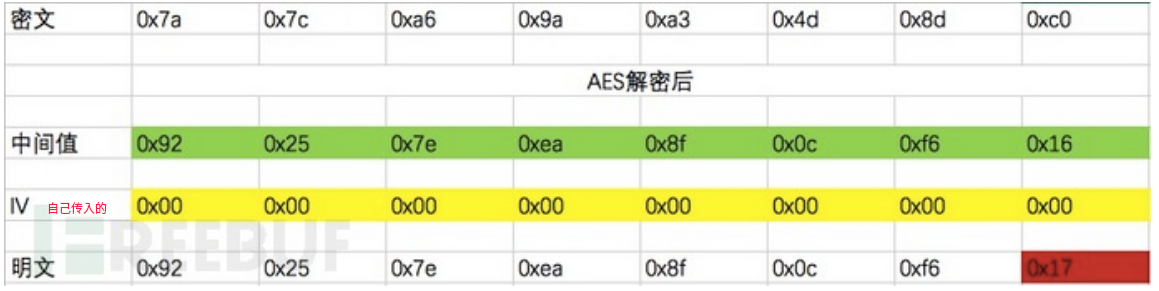 密文 0x7a 0x7c 0xa6 0x9a 0xa3 0x4d 0x8d 0xc0
AES解密后
中间值 0x92 0x25 0x7e 0xea 0x8f 0x0c 0xf6 0x16
IV 自己传入的 0x00 0x00 0x00 0x00 0x00 0x00 0x00 0x00
REEBUF
明文 0x92 0x25 0x7e 0xea 0x8f 0x0c 0xf6 0x17